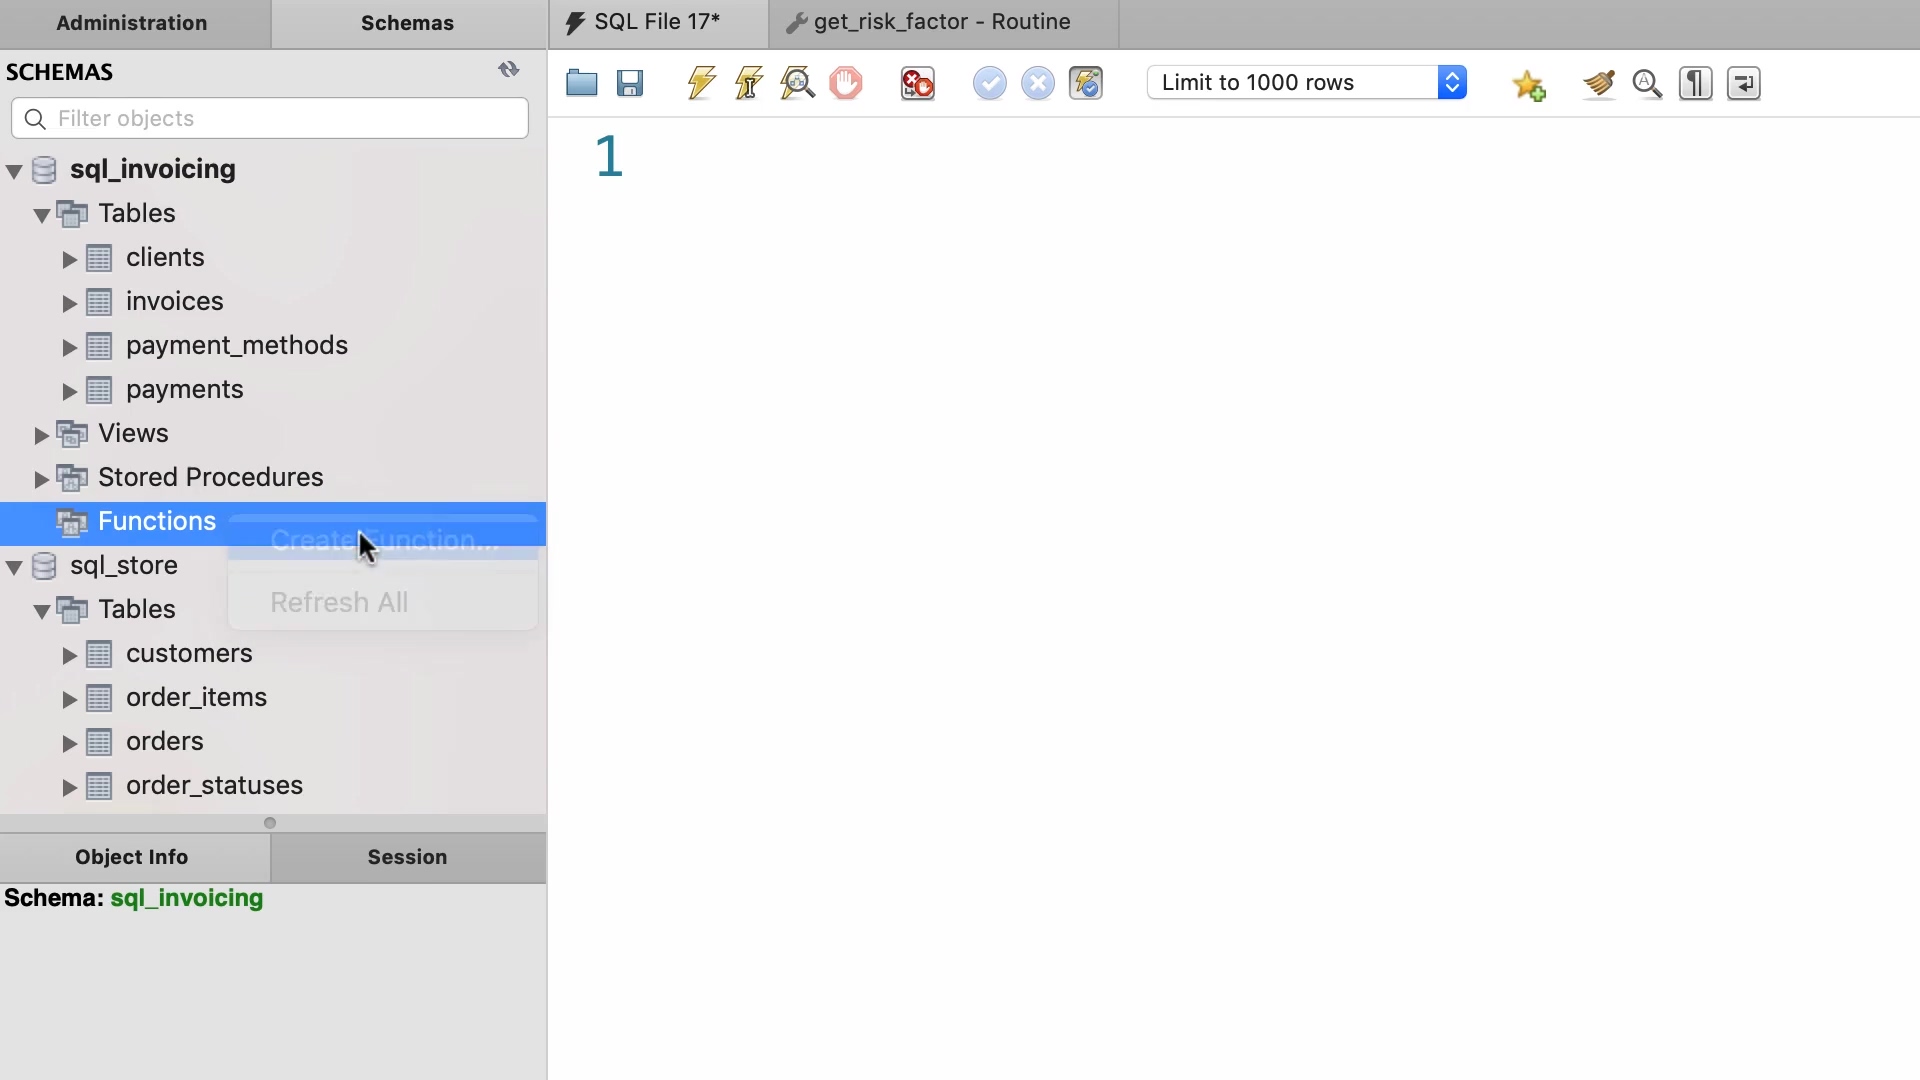 Administration
Schemas
SQL File 17*
get_risk_factor - Routine
SCHEMAS
Filter objects
Limit to 1000 rows
sql_invoicing
Tables
clients
invoices
payment_methods
payments
Views
Stored Procedures
Functions
Create Function...
sql_store
Refresh All
Tables
customers
order_items
orders
order_statuses
Object Info
Session
Schema: sql_invoicing
1